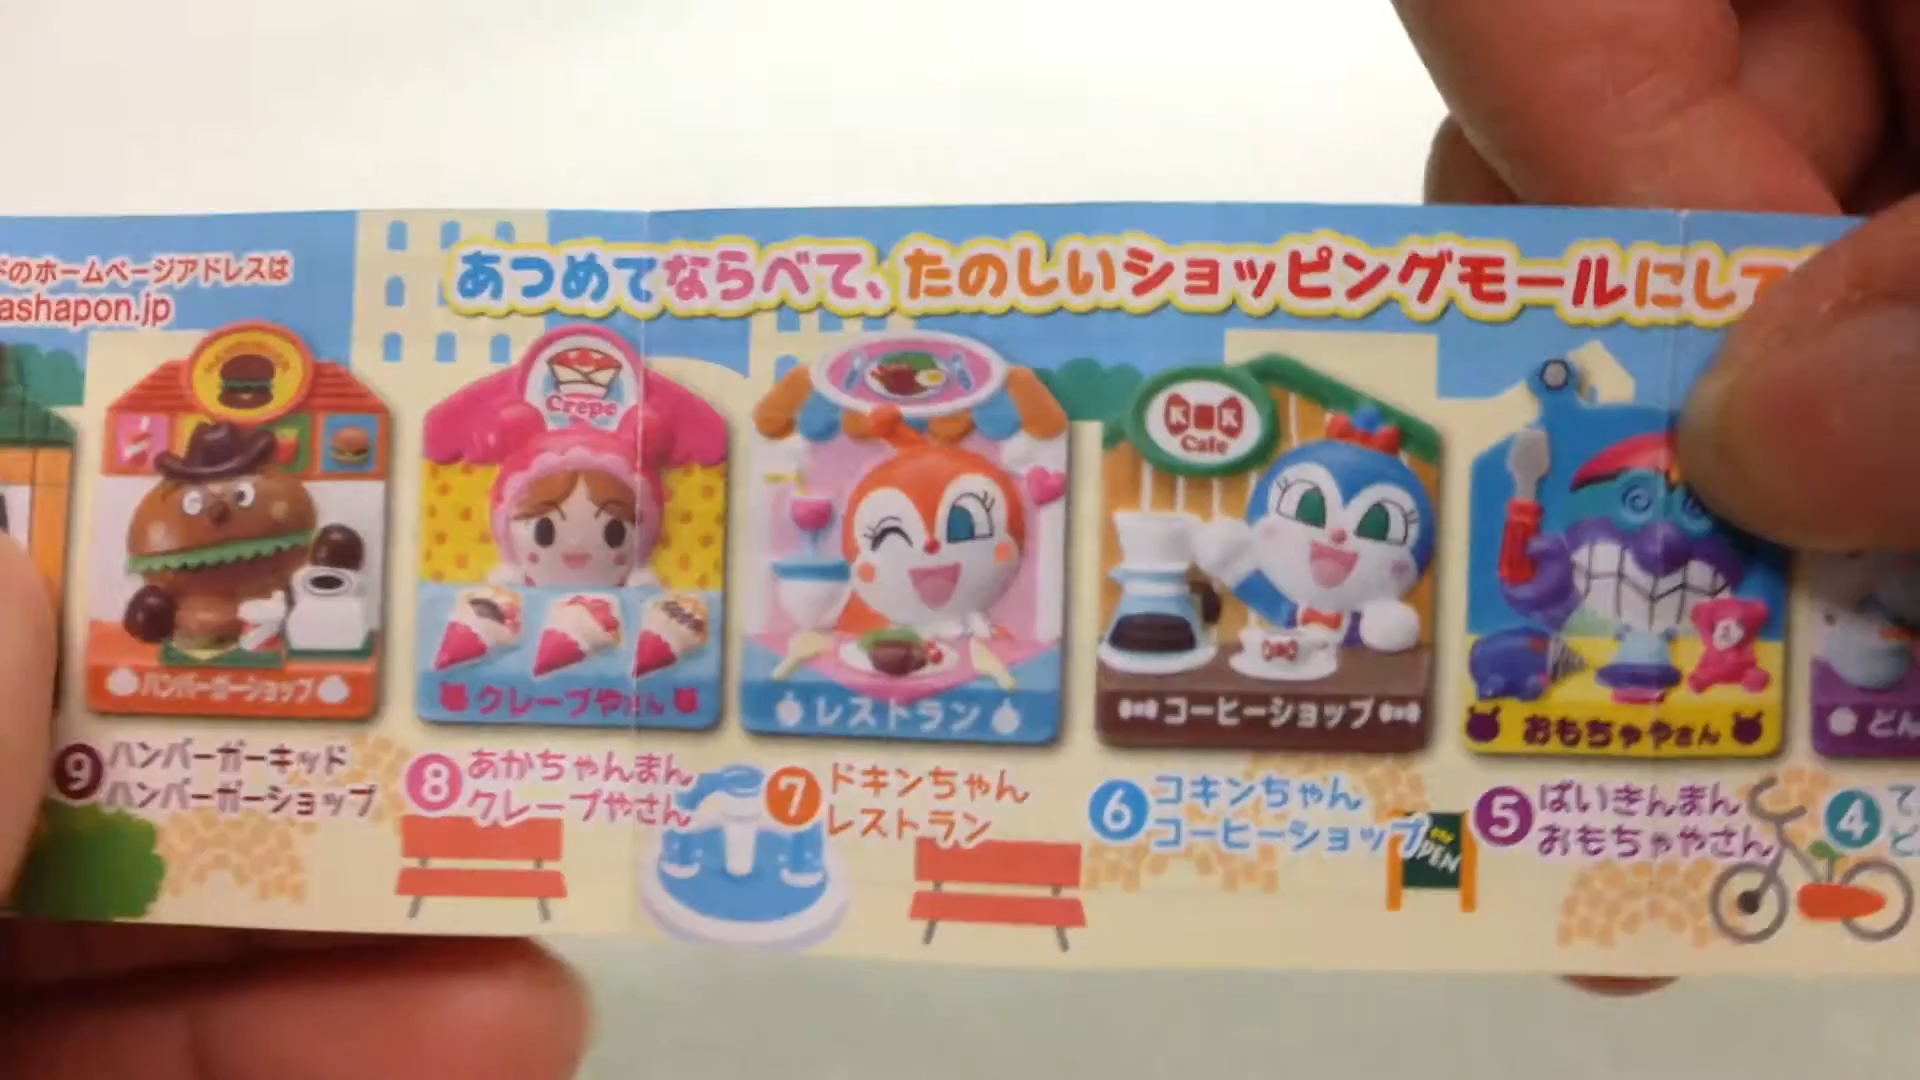 ドのホームページアドレスは
ashapon.jp
あつめてならべて、たのしいショッピングモールにして
Crepe
K K
Cafe
ハンバーガーショップ
クレープやさん
レストラン
コーヒーショップ
おもちゃやさん
どん
9 ハンバーガーキッド
ハンバーガーショップ
8 あかちゃんまん
クレープやさん
7 ドキンちゃん
レストラン
6 コキンちゃん
コーヒーショップ
OPEN
5 ばいきんまん
おもちゃやさん
4 て
ど